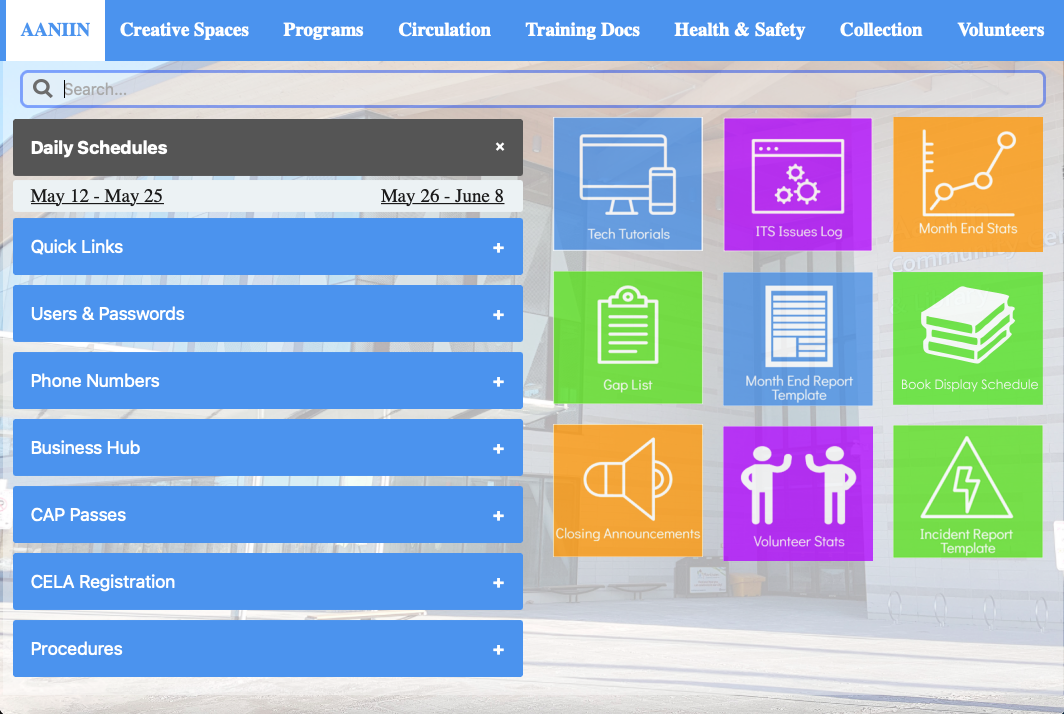 AANIIN
Creative Spaces
Programs
Circulation
Training Docs
Health & Safety
Collection
Volunteers
Search...
Daily Schedules ×
May 12 - May 25
May 26 - June 8
Quick Links +
Users & Passwords +
Phone Numbers +
Business Hub +
CAP Passes +
CELA Registration +
Procedures +
Tech Tutorials
ITS Issues Log
Month End Stats
Gap List
Month End Report
Template
Book Display Schedule
Closing Announcements
Volunteer Stats
Incident Report
Template